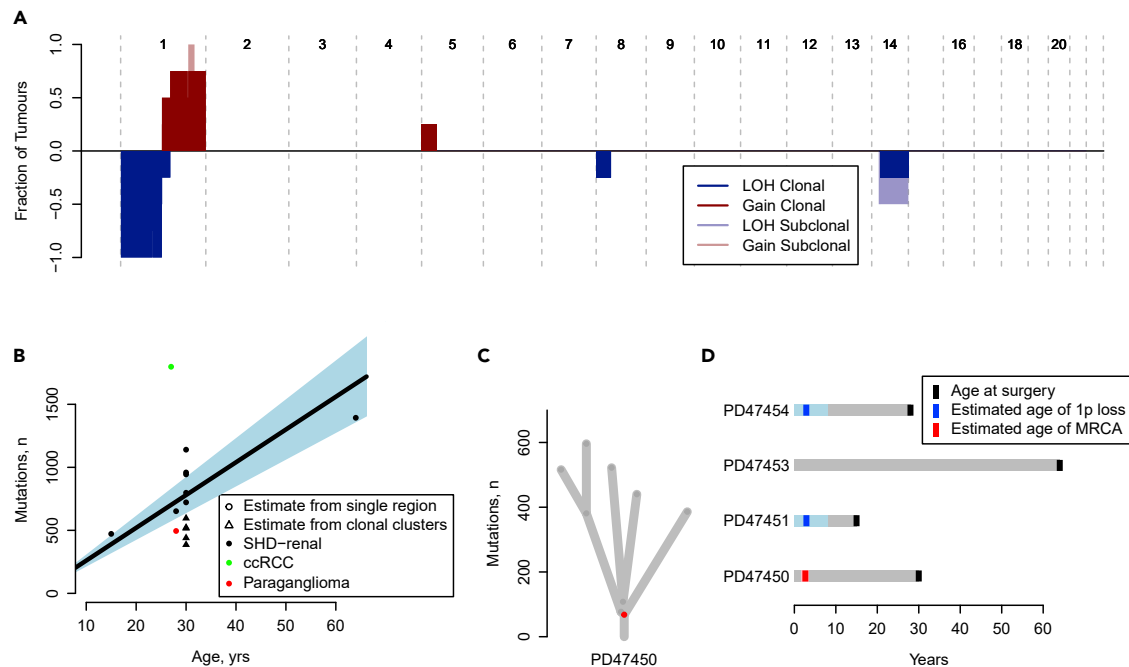 A
1 2 3 4 5 6 7 8 9 10 11 12 13 14 16 18 20
Fraction of Tumours
1.0
0.5
0.0
−0.5
−1.0
LOH Clonal
Gain Clonal
LOH Subclonal
Gain Subclonal
B
Mutations, n
1500
1000
500
0
10 20 30 40 50 60
Age, yrs
Estimate from single region
Estimate from clonal clusters
SHD−renal
ccRCC
Paraganglioma
C
Mutations, n
600
400
200
0
PD47450
D
Age at surgery
Estimated age of 1p loss
Estimated age of MRCA
PD47454
PD47453
PD47451
PD47450
0 10 20 30 40 50 60
Years